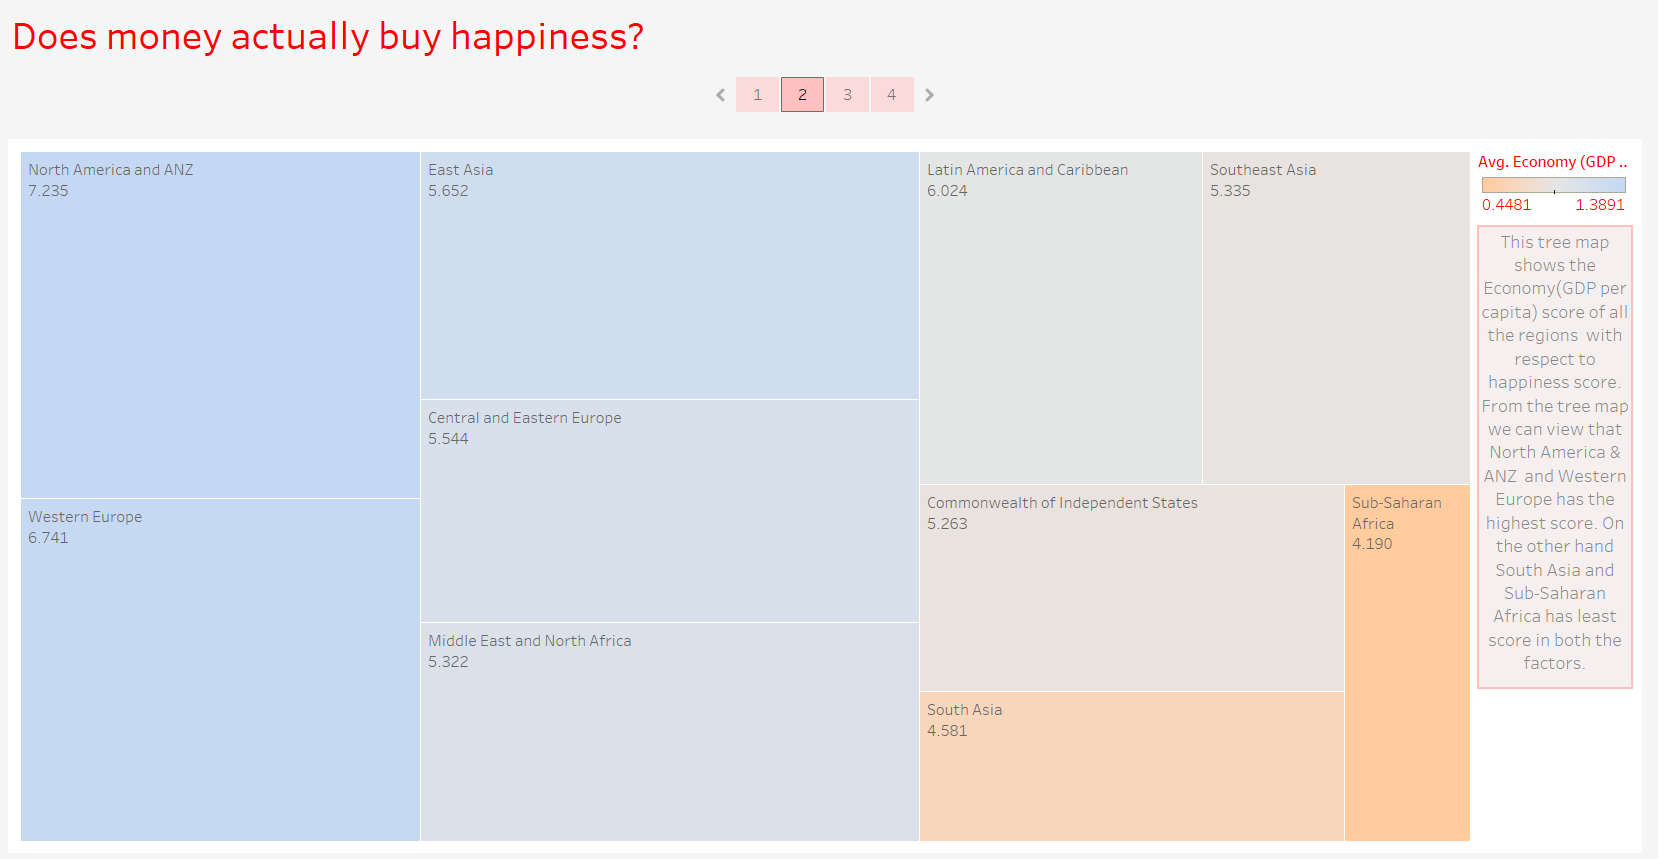 Does money actually buy happiness?
1 2 3 4
North America and ANZ
7.235
East Asia
5.652
Latin America and Caribbean
6.024
Southeast Asia
5.335
Central and Eastern Europe
5.544
Western Europe
6.741
Commonwealth of Independent States
5.263
Sub-Saharan
Africa
4.190
Middle East and North Africa
5.322
South Asia
4.581
Avg. Economy (GDP ..
0.4481 1.3891
This tree map
shows the
Economy(GDP per
capita) score of all
the regions  with
respect to
happiness score.
From the tree map
we can view that
North America &
ANZ  and Western
Europe has the
highest score. On
the other hand
South Asia and
Sub-Saharan
Africa has least
score in both the
factors.